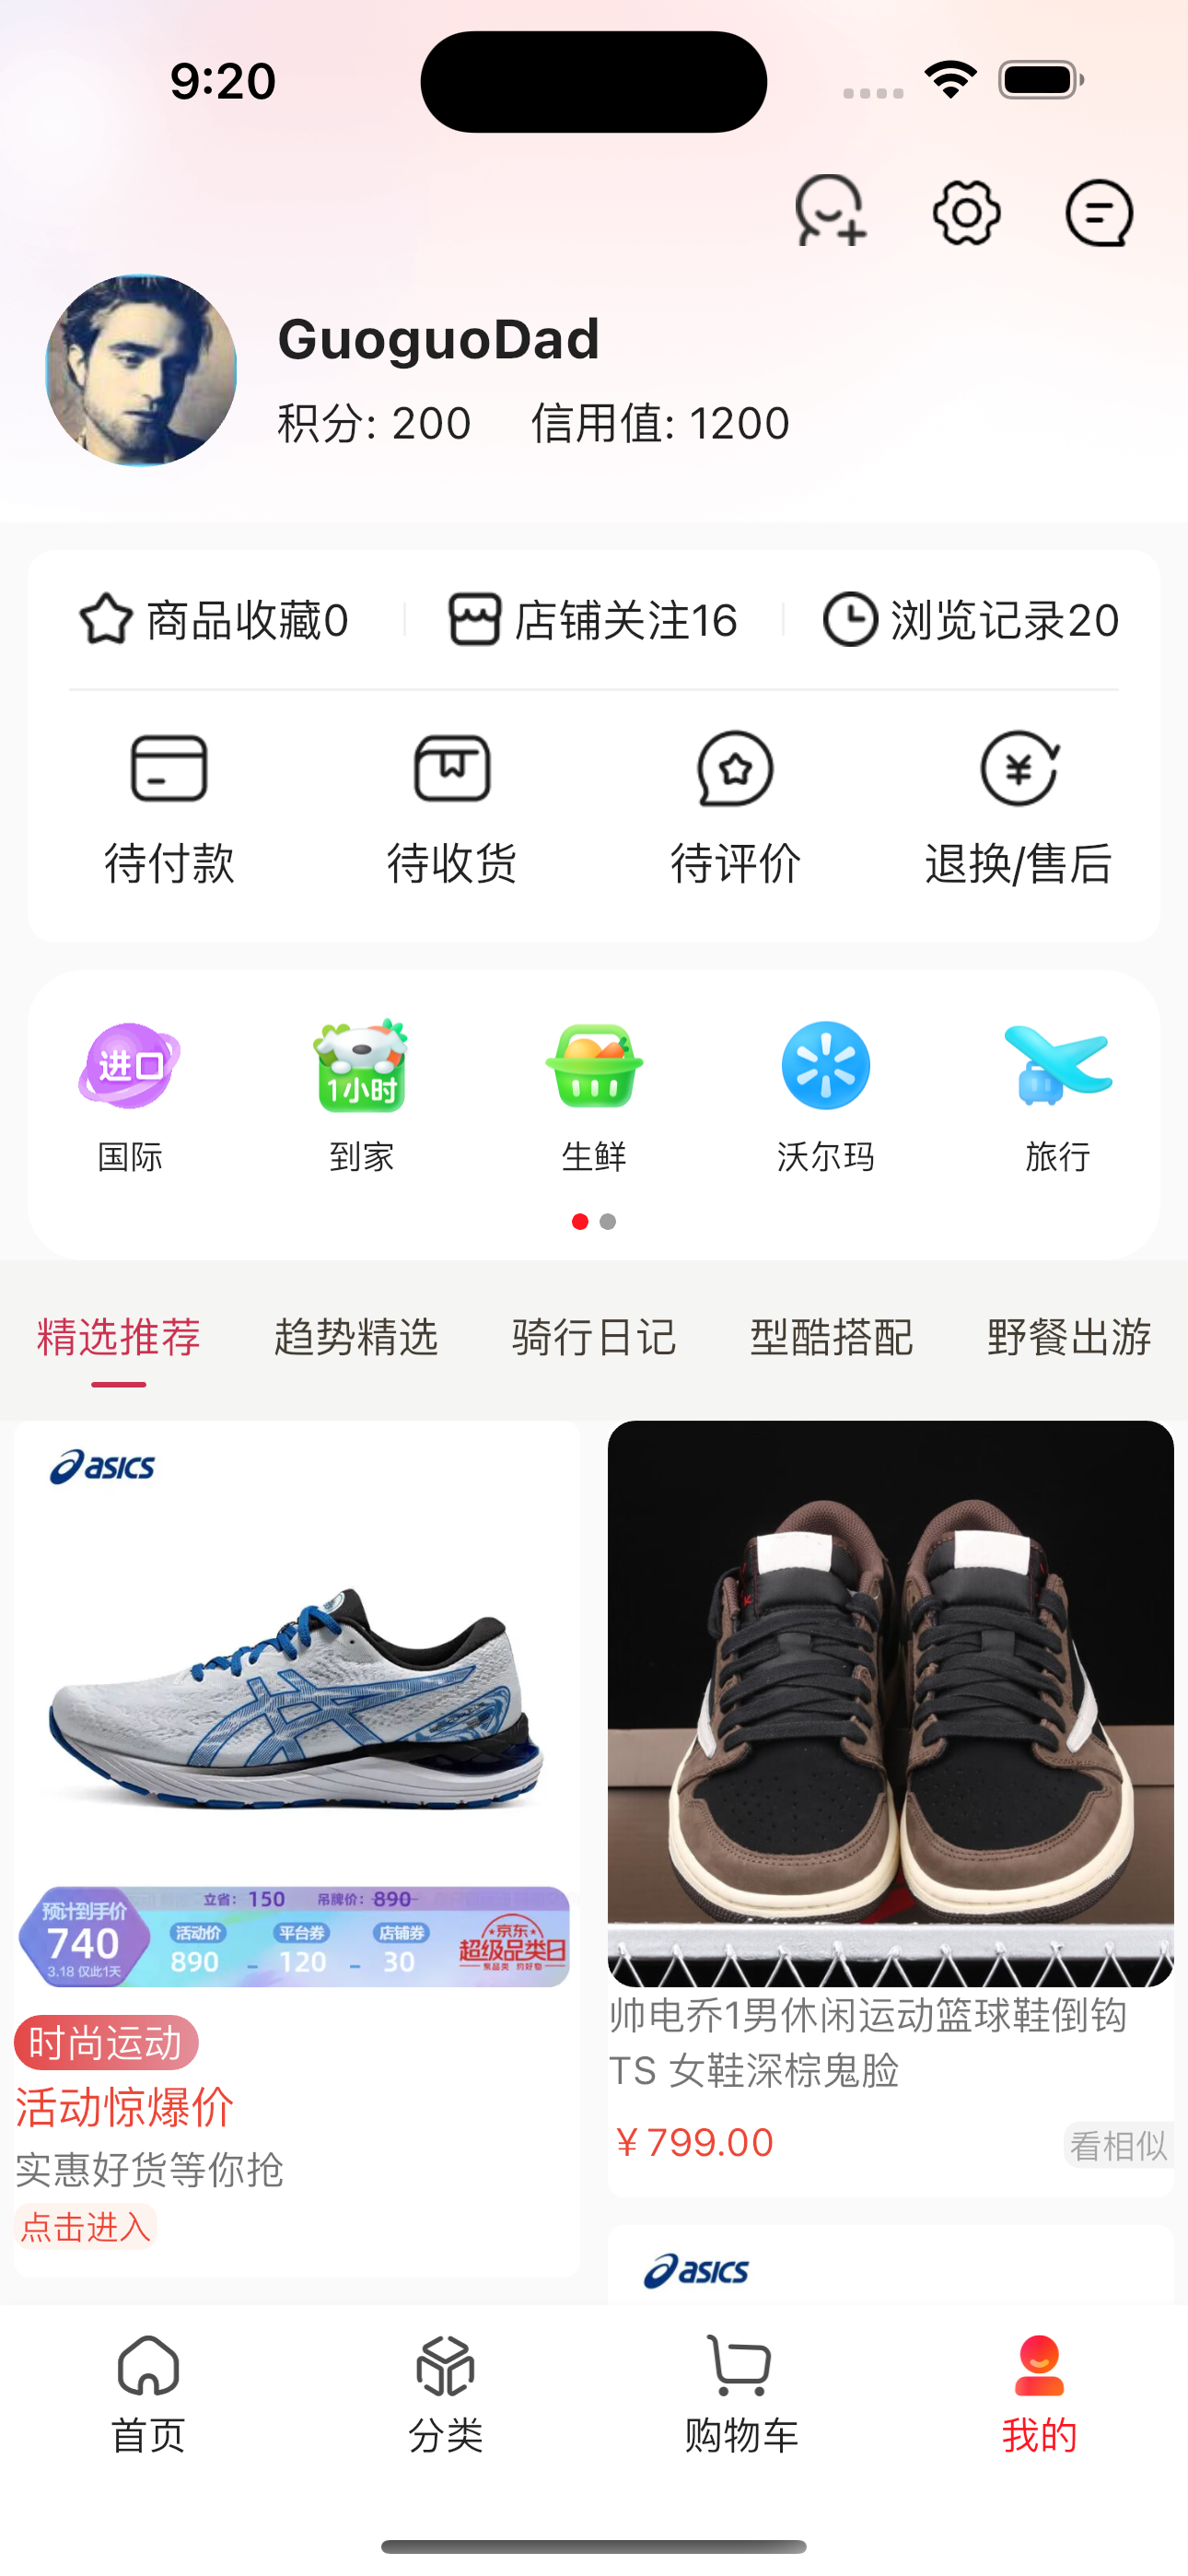 9:20
GuoguoDad
积分: 200 信用值: 1200
商品收藏0 店铺关注16 浏览记录20
待付款 待收货 待评价 退换/售后
进口 1小时
国际 到家 生鲜 沃尔玛 旅行
精选推荐 趋势精选 骑行日记 型酷搭配 野餐出游
asics
立省: 150 吊牌价: 890
预计到手价
740
3.18 仅此1天
活动价 平台券 店铺券
890 - 120 - 30
京东
超级品类日
时尚运动
活动惊爆价
实惠好货等你抢
点击进入
帅电乔1男休闲运动篮球鞋倒钩
TS 女鞋深棕鬼脸
￥799.00 看相似
asics
首页 分类 购物车 我的